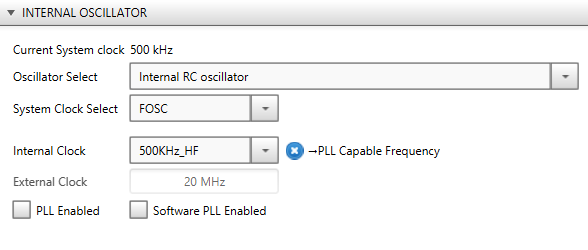 INTERNAL OSCILLATOR
Current System clock 500 kHz
Oscillator Select Internal RC oscillator
System Clock Select FOSC
Internal Clock 500KHz_HF →PLL Capable Frequency
External Clock 20 MHz
PLL Enabled Software PLL Enabled